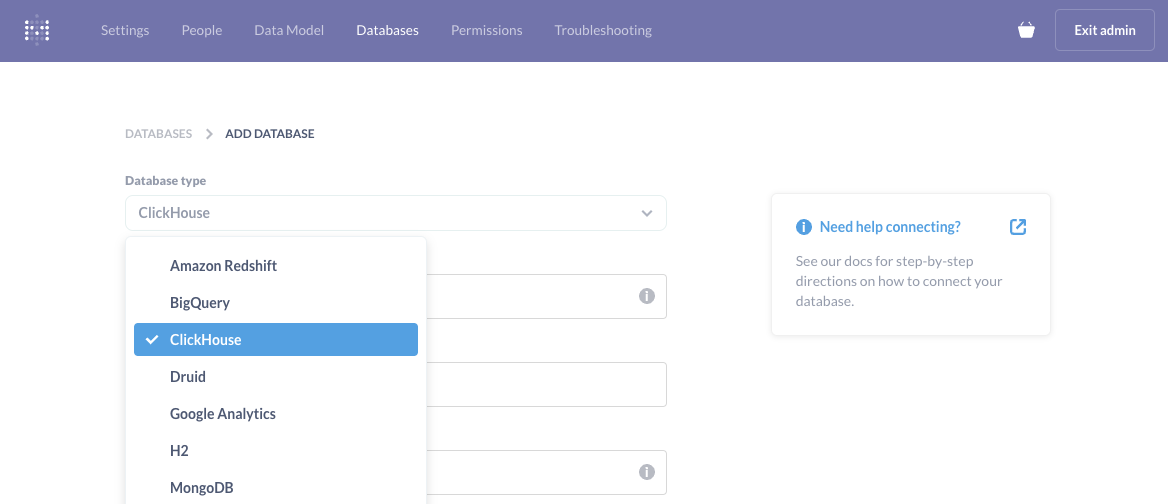 Settings People Data Model Databases Permissions Troubleshooting Exit admin
DATABASES > ADD DATABASE
Database type
ClickHouse
Amazon Redshift
BigQuery
ClickHouse
Druid
Google Analytics
H2
MongoDB
Need help connecting?
See our docs for step-by-step
directions on how to connect your
database.